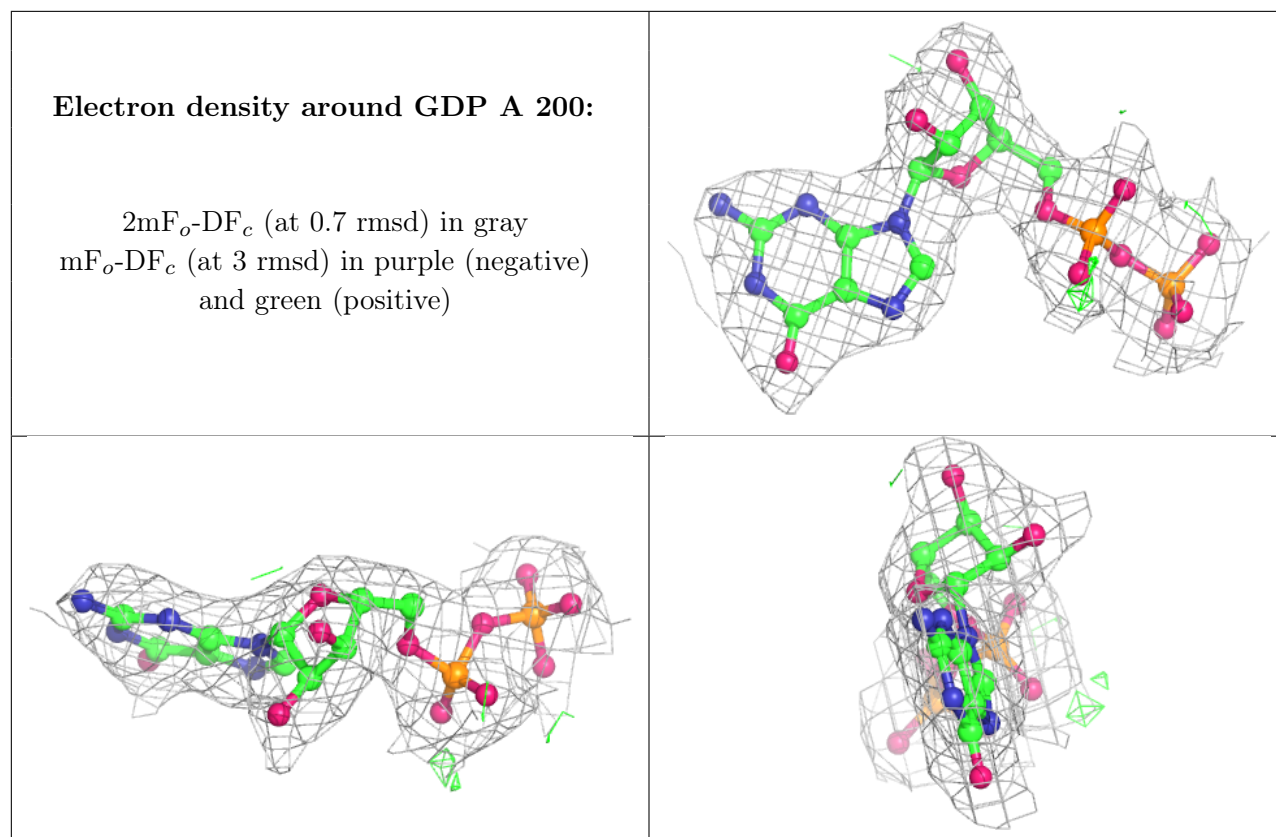 Electron density around GDP A 200:
2mFo-DFc (at 0.7 rmsd) in gray
mFo-DFc (at 3 rmsd) in purple (negative)
and green (positive)